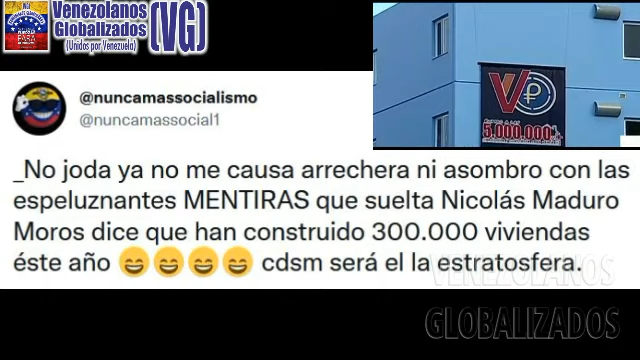 Venezolanos
Globalizados
(Unidos por Venezuela)
(VG)
5.000.000
@nuncamassocialismo
@nuncamassocial1
_No joda ya no me causa arrechera ni asombro con las
espeluznantes MENTIRAS que suelta Nicolás Maduro
Moros dice que han construido 300.000 viviendas
éste año 😄😄😄😄 cdsm será el la estratosfera.
VENEZOLANOS
GLOBALIZADOS